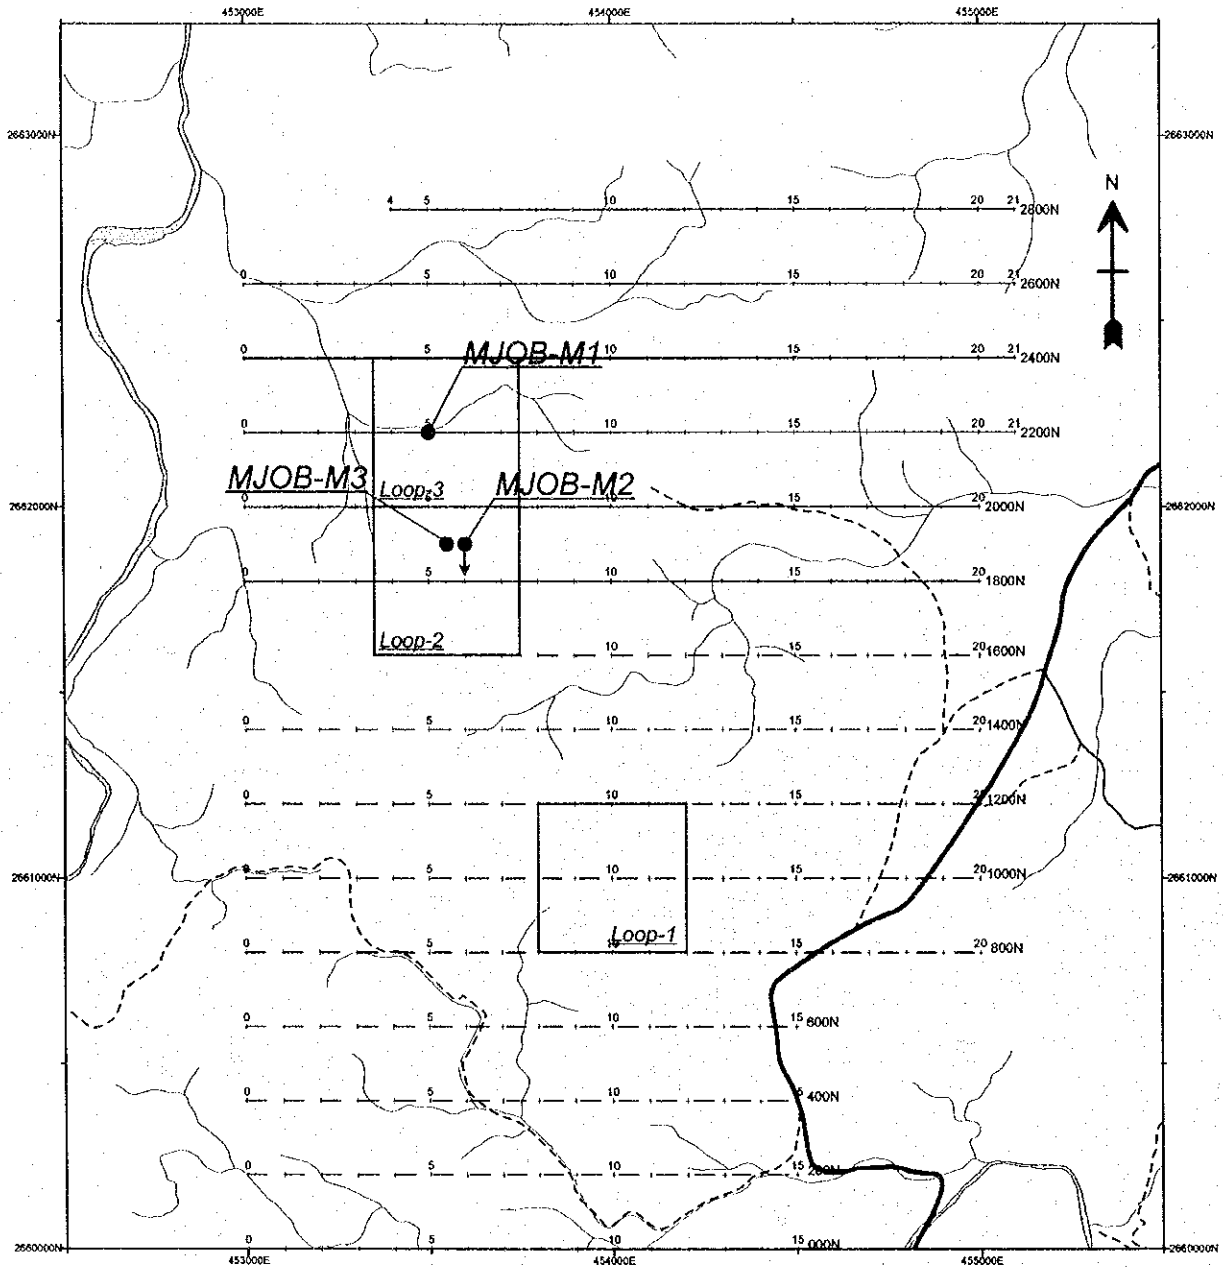 453000E 454000E 455000E
2663000N 2663000N
N
4 5 10 15 20 21 2800N
0 5 10 15 20 21 2600N
0 5 10 15 20 21 2400N
MJOB-M1
0 5 10 15 20 21 2200N
MJOB-M3 Loop-3 MJOB-M2
2662000N 0 10 15 20 2000N 2662000N
0 5 10 15 20 1800N
Loop-2
0 10 15 20 1600N
0 5 10 15 20 1400N
0 5 10 15 1200N
2661000N 0 5 10 15 20 1000N 2661000N
Loop-1
0 5 15 20 800N
0 5 10 15 600N
0 5 10 400N
0 5 10 15
2660000N 5 10 15 000N 2660000N
453000E 454000E 455000E